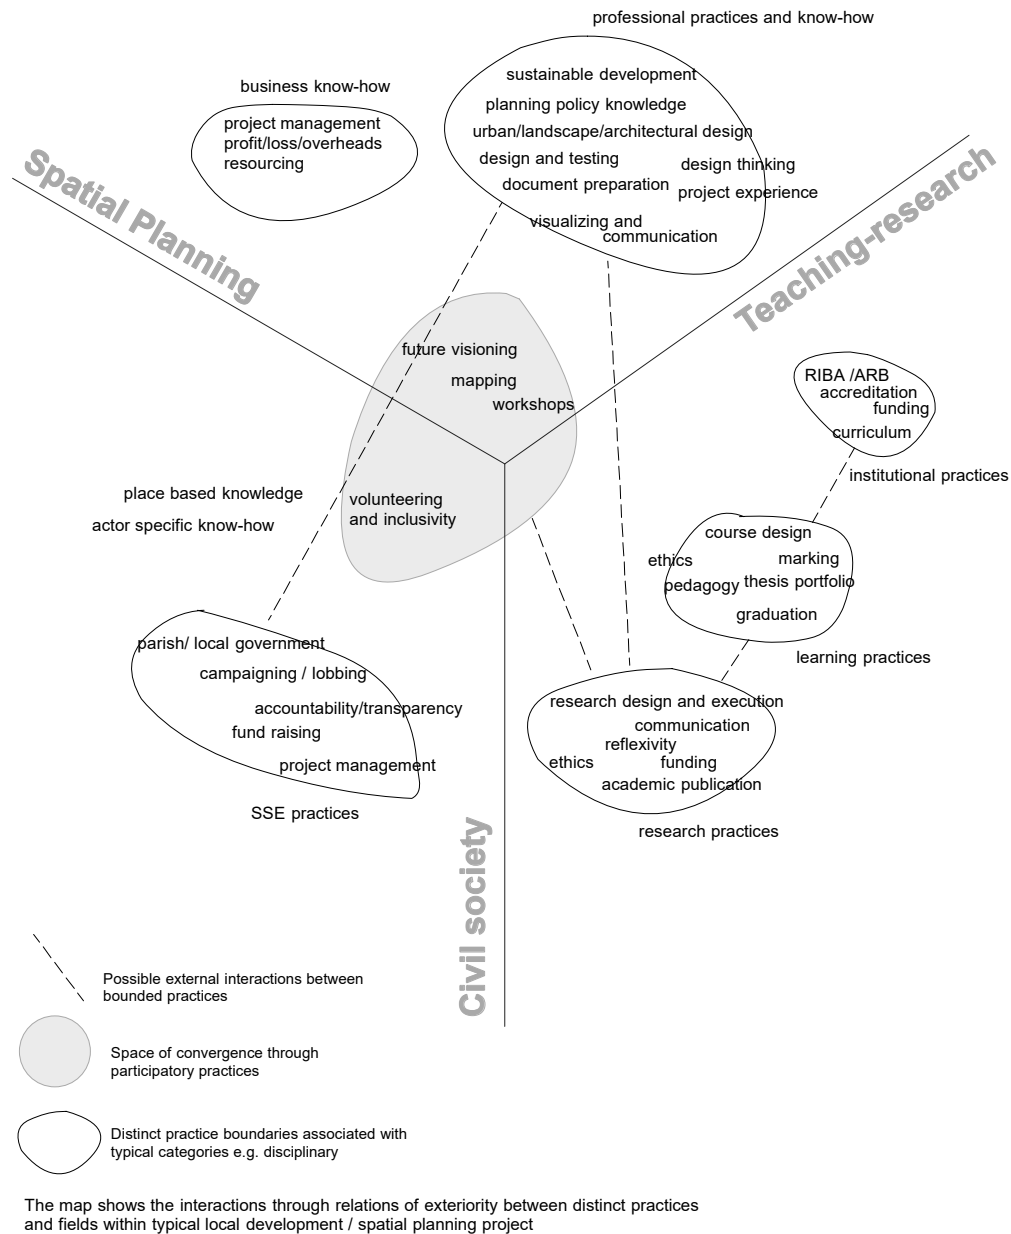 professional practices and know-how
sustainable development
planning policy knowledge
urban/landscape/architectural design
design and testing
design thinking
document preparation
project experience
visualizing and
communication
business know-how
project management
profit/loss/overheads
resourcing
Spatial Planning
Teaching-research
future visioning
mapping
workshops
volunteering
and inclusivity
RIBA /ARB
accreditation
funding
curriculum
institutional practices
place based knowledge
actor specific know-how
course design
ethics
marking
pedagogy
thesis portfolio
graduation
learning practices
parish/ local government
campaigning / lobbing
accountability/transparency
fund raising
project management
SSE practices
research design and execution
communication
reflexivity
ethics
funding
academic publication
research practices
Civil society
Possible external interactions between
bounded practices
Space of convergence through
participatory practices
Distinct practice boundaries associated with
typical categories e.g. disciplinary
The map shows the interactions through relations of exteriority between distinct practices
and fields within typical local development / spatial planning project